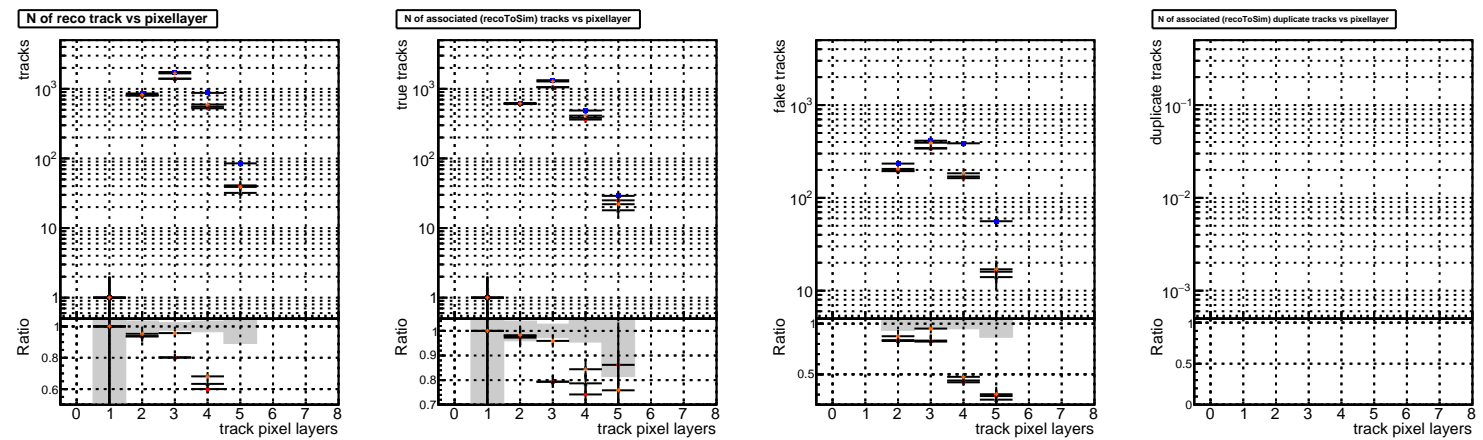 N of reco track vs pixellayer
tracks
10³
10²
10
1
Ratio
1
0.8
0.6
0 1 2 3 4 5 6 7 8
track pixel layers
N of associated (recoToSim) tracks vs pixellayer
true tracks
10³
10²
10
1
Ratio
1
0.9
0.8
0.7
0 1 2 3 4 5 6 7 8
track pixel layers
fake tracks
10³
10²
10
Ratio
1
0.5
0 1 2 3 4 5 6 7 8
track pixel layers
N of associated (recoToSim) duplicate tracks vs pixellayer
duplicate tracks
10⁻¹
10⁻²
10⁻³
Ratio
1
0.5
0
0 1 2 3 4 5 6 7 8
track pixel layers